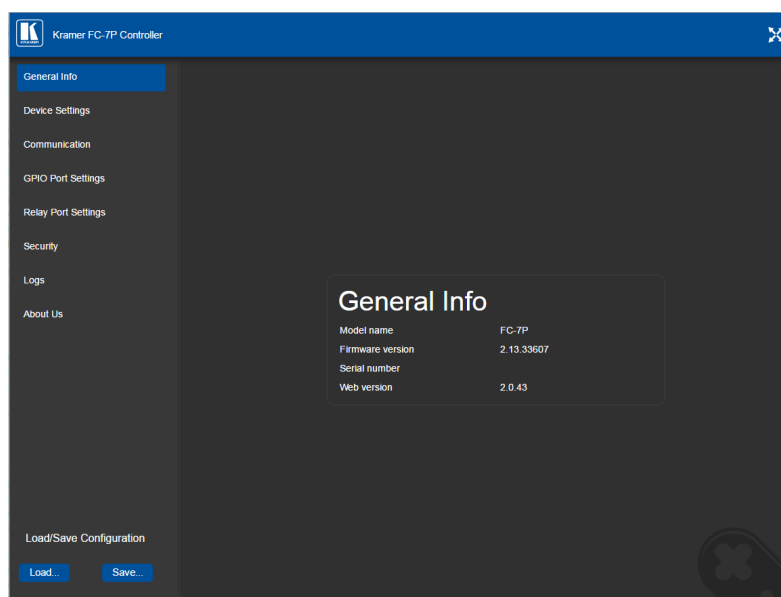 KRAMER
Kramer FC-7P Controller
General Info
Device Settings
Communication
GPIO Port Settings
Relay Port Settings
Security
Logs
About Us
General Info
Model name FC-7P
Firmware version 2.13.33607
Serial number
Web version 2.0.43
Load/Save Configuration
Load... Save...